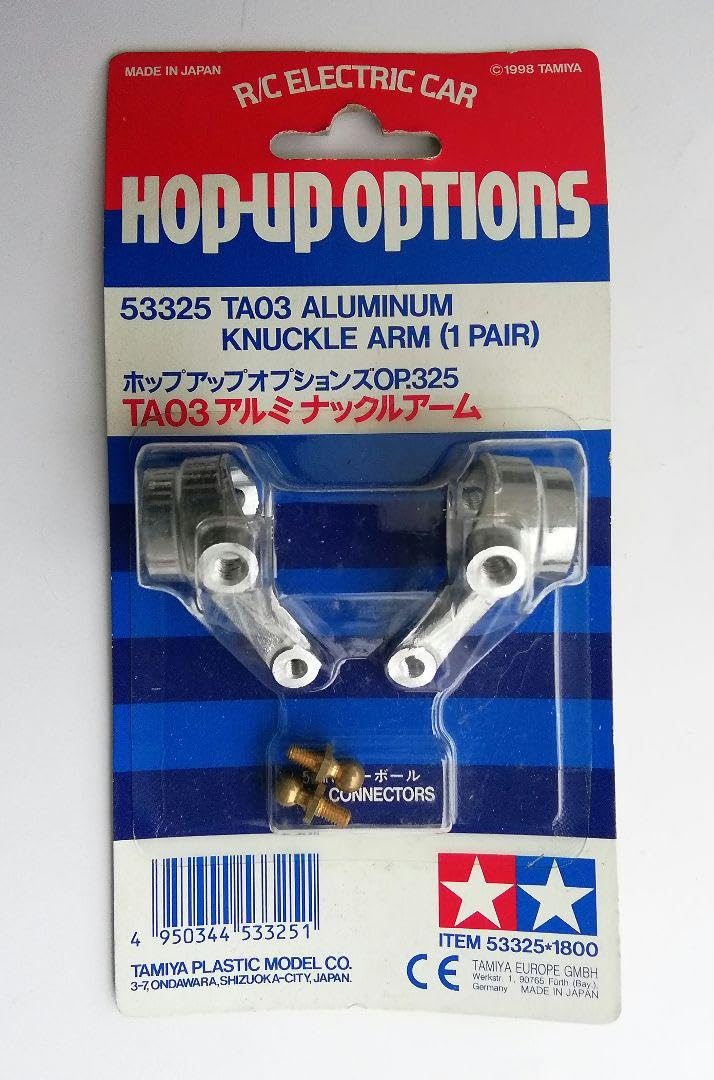 MADE IN JAPAN
©1998 TAMIYA
R/C ELECTRIC CAR
HOP-UP OPTIONS
53325 TA03 ALUMINUM
KNUCKLE ARM (1 PAIR)
ホップアップオプションズOP.325
TA03アルミナックルアーム
ーボール
CONNECTORS
4 950344 533251
ITEM 53325*1800
TAMIYA PLASTIC MODEL CO.
3-7, ONDAWARA, SHIZUOKA-CITY, JAPAN.
CE
TAMIYA EUROPE GMBH
Werkstr. 1, 90765 Fürth (Bay.),
Germany MADE IN JAPAN